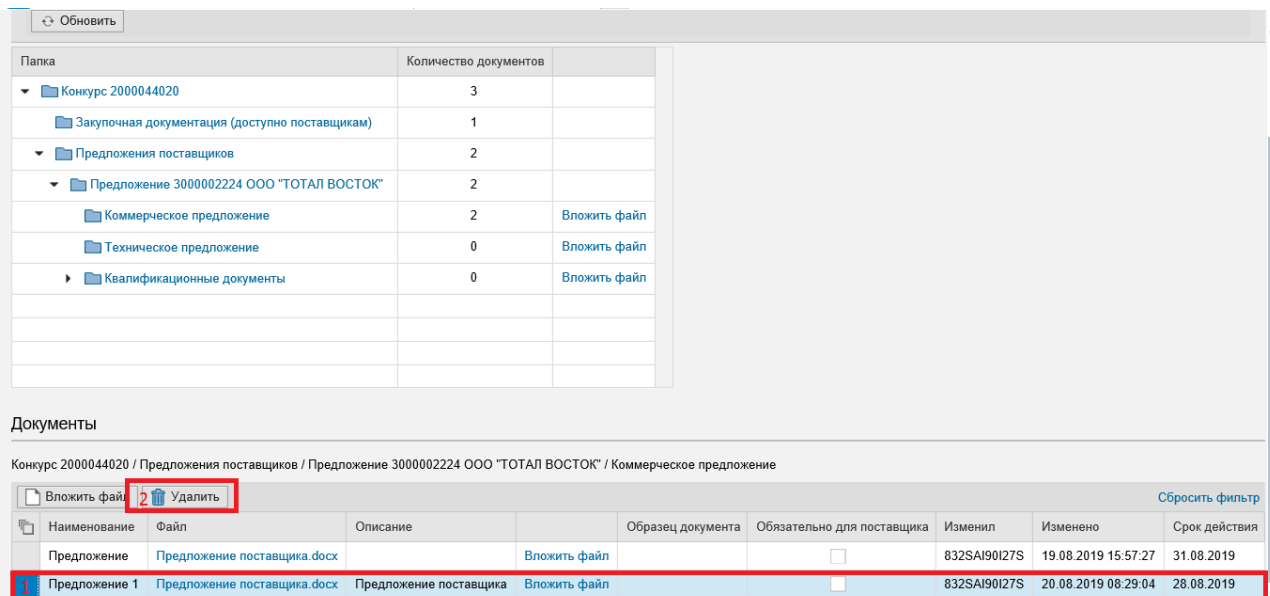 Обновить
Папка Количество документов
Конкурс 2000044020 3
Закупочная документация (доступно поставщикам) 1
Предложения поставщиков 2
Предложение 3000002224 ООО "ТОТАЛ ВОСТОК" 2
Коммерческое предложение 2 Вложить файл
Техническое предложение 0 Вложить файл
Квалификационные документы 0 Вложить файл
Документы
Конкурс 2000044020 / Предложения поставщиков / Предложение 3000002224 ООО "ТОТАЛ ВОСТОК" / Коммерческое предложение
Вложить файл 2 Удалить Сбросить фильтр
Наименование Файл Описание Образец документа Обязательно для поставщика Изменил Изменено Срок действия
Предложение Предложение поставщика.docx Вложить файл 832SAI90I27S 19.08.2019 15:57:27 31.08.2019
1 Предложение 1 Предложение поставщика.docx Предложение поставщика Вложить файл 832SAI90I27S 20.08.2019 08:29:04 28.08.2019